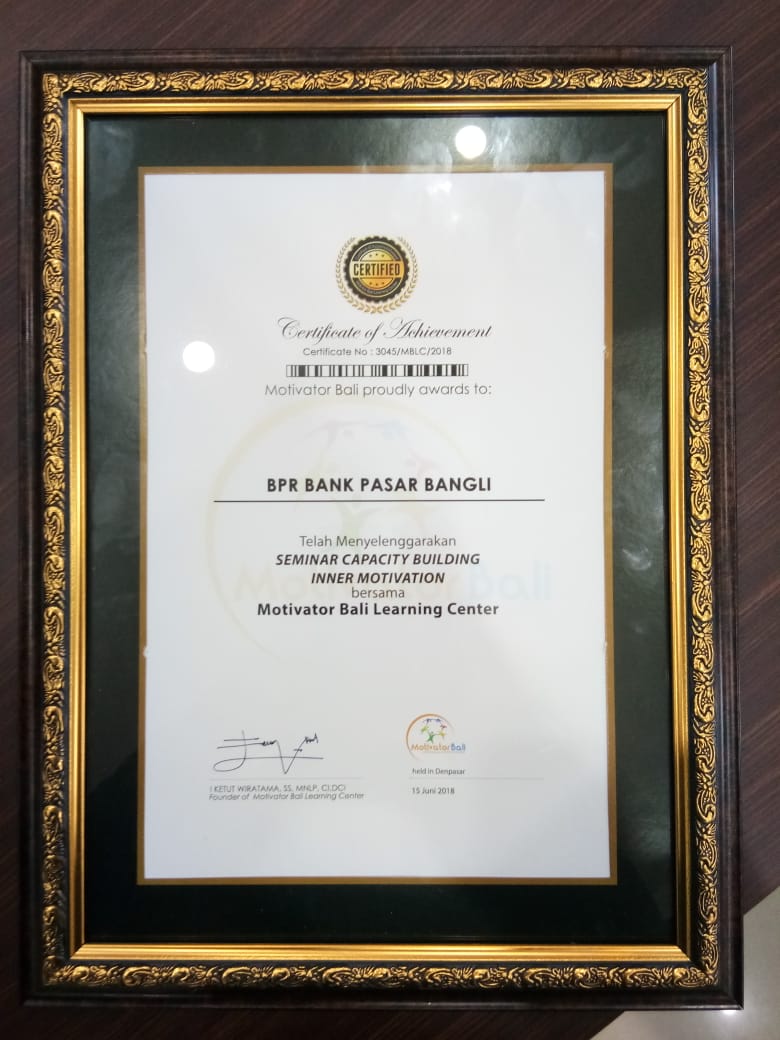 CERTIFIED
Certificate of Achievement
Certificate No : 3045/MBLC/2018
Motivator Bali proudly awards to:
BPR BANK PASAR BANGLI
Telah Menyelenggarakan
SEMINAR CAPACITY BUILDING
INNER MOTIVATION
bersama
Motivator Bali Learning Center
MotivatorBali
I KETUT WIRATAMA, SS, MNLP, CI,DCI
Founder of Motivator Bali Learning Center
MotivatorBali
held in Denpasar
15 Juni 2018